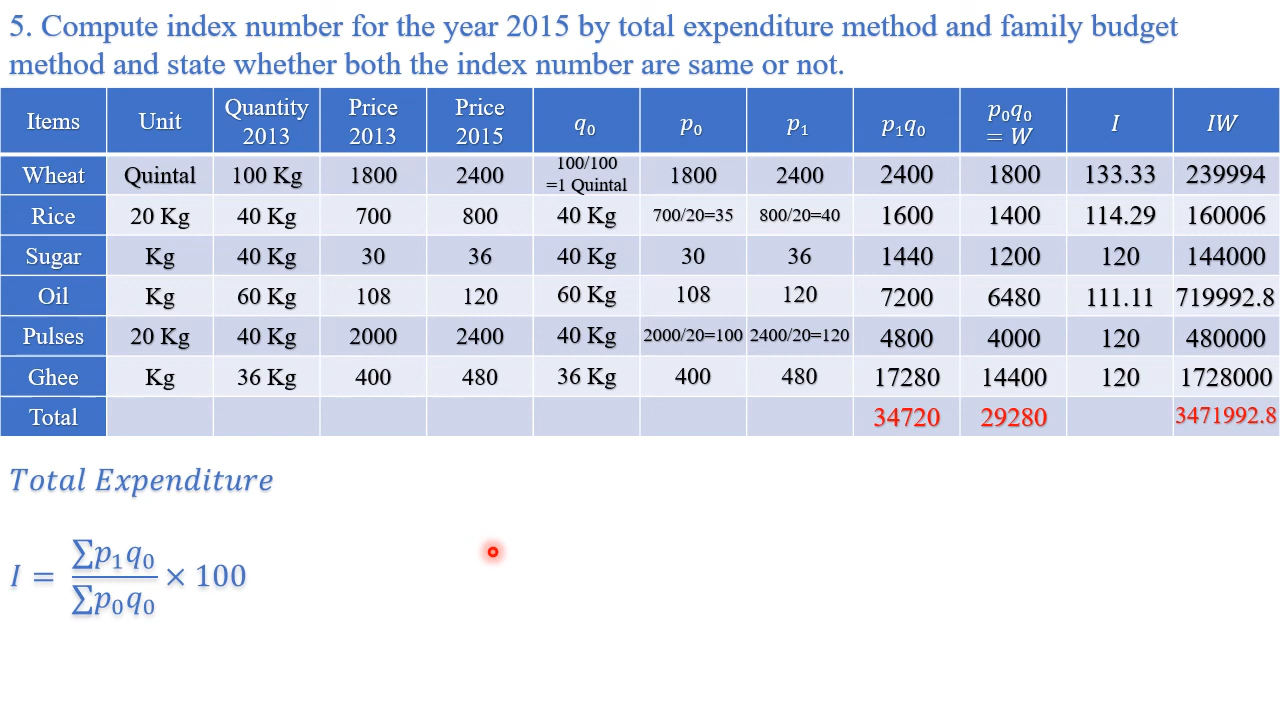 5. Compute index number for the year 2015 by total expenditure method and family budget
method and state whether both the index number are same or not.
Items Unit Quantity 2013 Price 2013 Price 2015 q₀ p₀ p₁ p₁q₀ p₀q₀ = W I IW
Wheat Quintal 100 Kg 1800 2400 100/100 =1 Quintal 1800 2400 2400 1800 133.33 239994
Rice 20 Kg 40 Kg 700 800 40 Kg 700/20=35 800/20=40 1600 1400 114.29 160006
Sugar Kg 40 Kg 30 36 40 Kg 30 36 1440 1200 120 144000
Oil Kg 60 Kg 108 120 60 Kg 108 120 7200 6480 111.11 719992.8
Pulses 20 Kg 40 Kg 2000 2400 40 Kg 2000/20=100 2400/20=120 4800 4000 120 480000
Ghee Kg 36 Kg 400 480 36 Kg 400 480 17280 14400 120 1728000
Total 34720 29280 3471992.8
Total Expenditure
I = ∑p₁q₀ / ∑p₀q₀ × 100